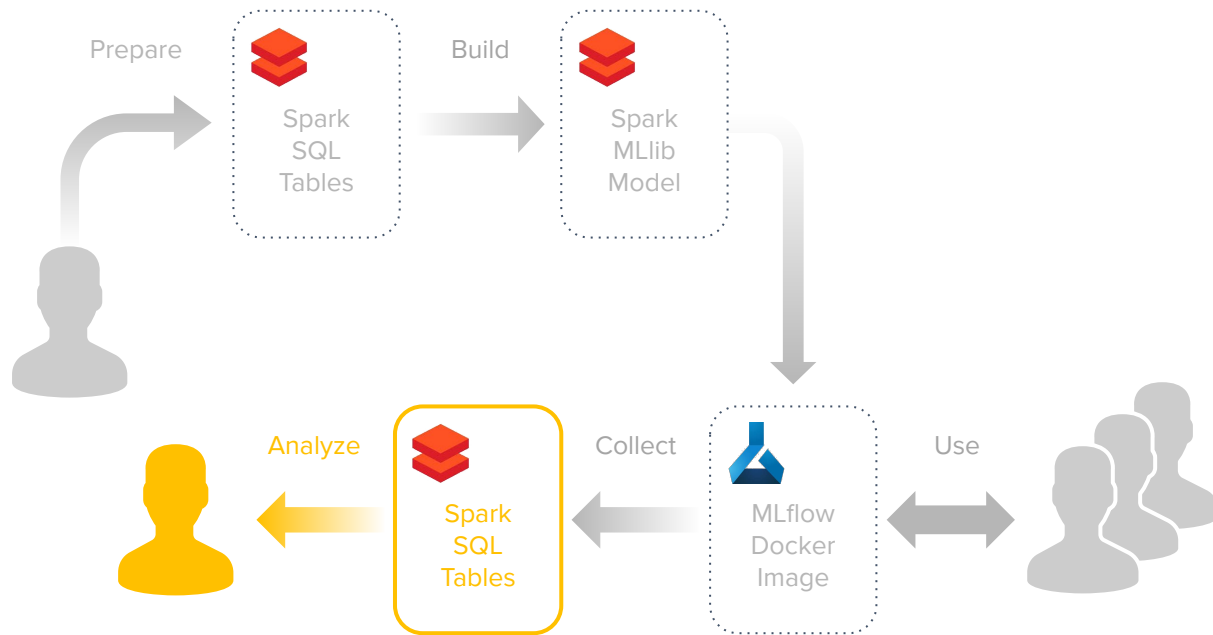 Prepare
Build
Spark
SQL
Tables
Spark
MLlib
Model
Analyze
Collect
Use
Spark
SQL
Tables
MLflow
Docker
Image